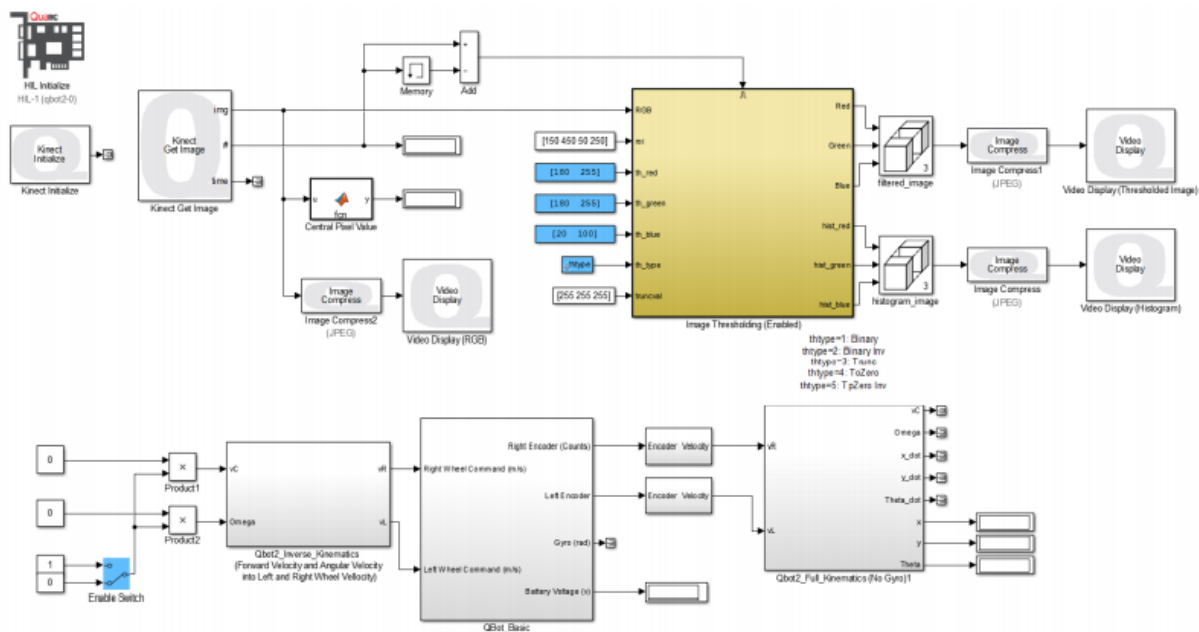 Quarc
HIL Initialize
HIL-1 (qbot2-0)
Kinect
Initialize
Kinect Initialize
Kinect
Get Image
img
#
time
Kinect Get Image
Memory
+
-
Add
u
fcn
y
Central Pixel Value
Image
Compress
Image Compress2
(JPEG)
Video
Display
Video Display (RGB)
[150 450 50 250]
[180 255]
[180 255]
[20 100]
thtype
[255 255 255]
RGB
roi
th_red
th_green
th_blue
th_type
truncval
Red
Green
Blue
hist_red
hist_green
hist_blue
Image Thresholding (Enabled)
3
filtered_image
3
histogram_image
Image
Compress
Image Compress1
(JPEG)
Image
Compress
Image Compress
(JPEG)
Video
Display
Video Display (Thresholded Image)
Video
Display
Video Display (Histogram)
thtype=1: Binary
thtype=2: Binary Inv
thtype=3: Trunc
thtype=4: ToZero
thtype=5: TpZero Inv
0
0
1
0
Enable Switch
×
Product1
×
Product2
vC
Omega
vR
vL
Qbot2_Inverse_Kinematics
(Forward Velocity and Angular Velocity
into Left and Right Wheel Velocity)
Right Wheel Command (m/s)
Left Wheel Command (m/s)
Right Encoder (Counts)
Left Encoder
Gyro (rad)
Battery Voltage (v)
QBot_Basic
Encoder Velocity
Encoder Velocity
vR
vL
vC
Omega
x_dot
y_dot
Theta_dot
x
y
Theta
Qbot2_Full_Kinematics (No Gyro)1